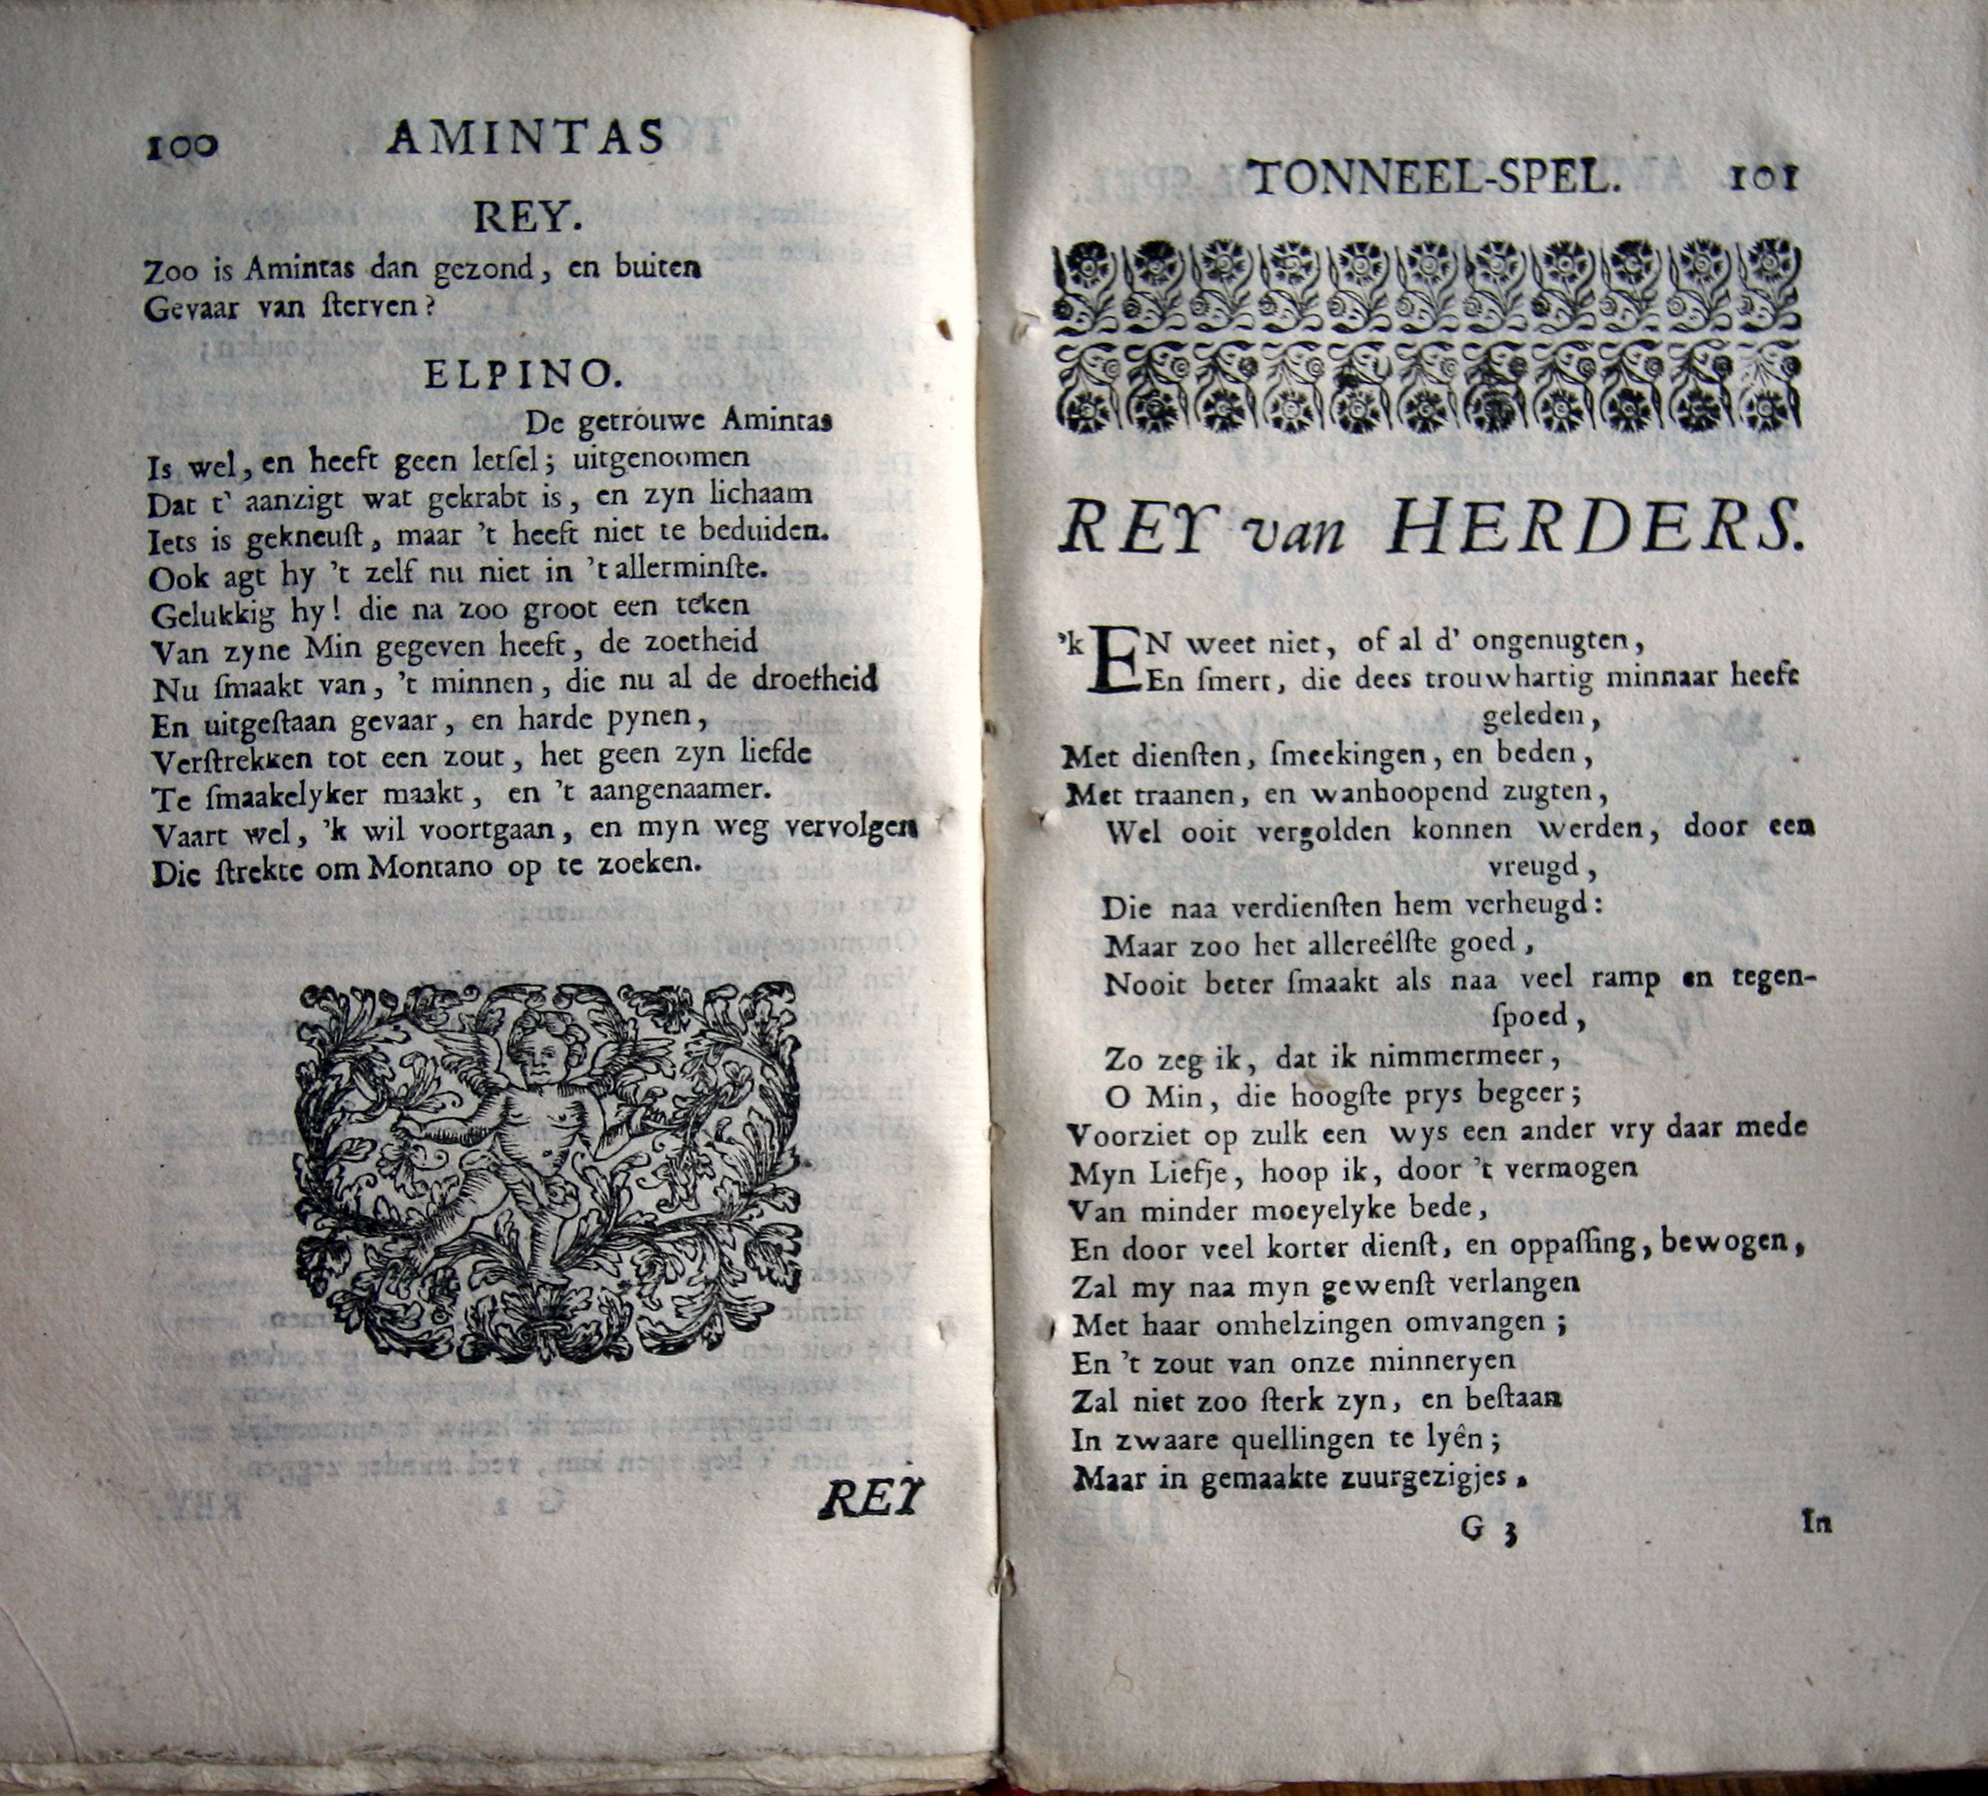 100 AMINTAS
REY.
Zoo is Amintas dan gezond, en buiten
Gevaar van ſterven?
ELPINO.
De getrouwe Amintas
Is wel, en heeft geen letſel; uitgenoomen
Dat t' aanzigt wat gekrabt is, en zyn lichaam
Iets is gekneuſt, maar 't heeft niet te beduiden.
Ook agt hy 't zelf nu niet in 't allerminſte.
Gelukkig hy! die na zoo groot een teken
Van zyne Min gegeven heeft, de zoetheid
Nu ſmaakt van, 't minnen, die nu al de droefheid
En uitgeſtaan gevaar, en harde pynen,
Verſtrekken tot een zout, het geen zyn liefde
Te ſmaakelyker maakt, en 't aangenaamer.
Vaart wel, 'k wil voortgaan, en myn weg vervolgen
Die ſtrekte om Montano op te zoeken.
REY
TONNEEL-SPEL. 101
REY van HERDERS.
'k EN weet niet, of al d' ongenugten,
En ſmert, die dees trouwhartig minnaar heeft
geleden,
Met dienſten, ſmeekingen, en beden,
Met traanen, en wanhoopend zugten,
Wel ooit vergolden konnen werden, door een
vreugd,
Die naa verdienſten hem verheugd:
Maar zoo het allereêlſte goed,
Nooit beter ſmaakt als naa veel ramp en tegen-
ſpoed,
Zo zeg ik, dat ik nimmermeer,
O Min, die hoogſte prys begeer;
Voorziet op zulk een wys een ander vry daar mede
Myn Liefje, hoop ik, door 't vermogen
Van minder moeyelyke bede,
En door veel korter dienſt, en oppaſſing, bewogen,
Zal my naa myn gewenſt verlangen
Met haar omhelzingen omvangen;
En 't zout van onze minneryen
Zal niet zoo ſterk zyn, en beſtaan
In zwaare quellingen te lyên;
Maar in gemaakte zuurgezigjes.
G 3 In